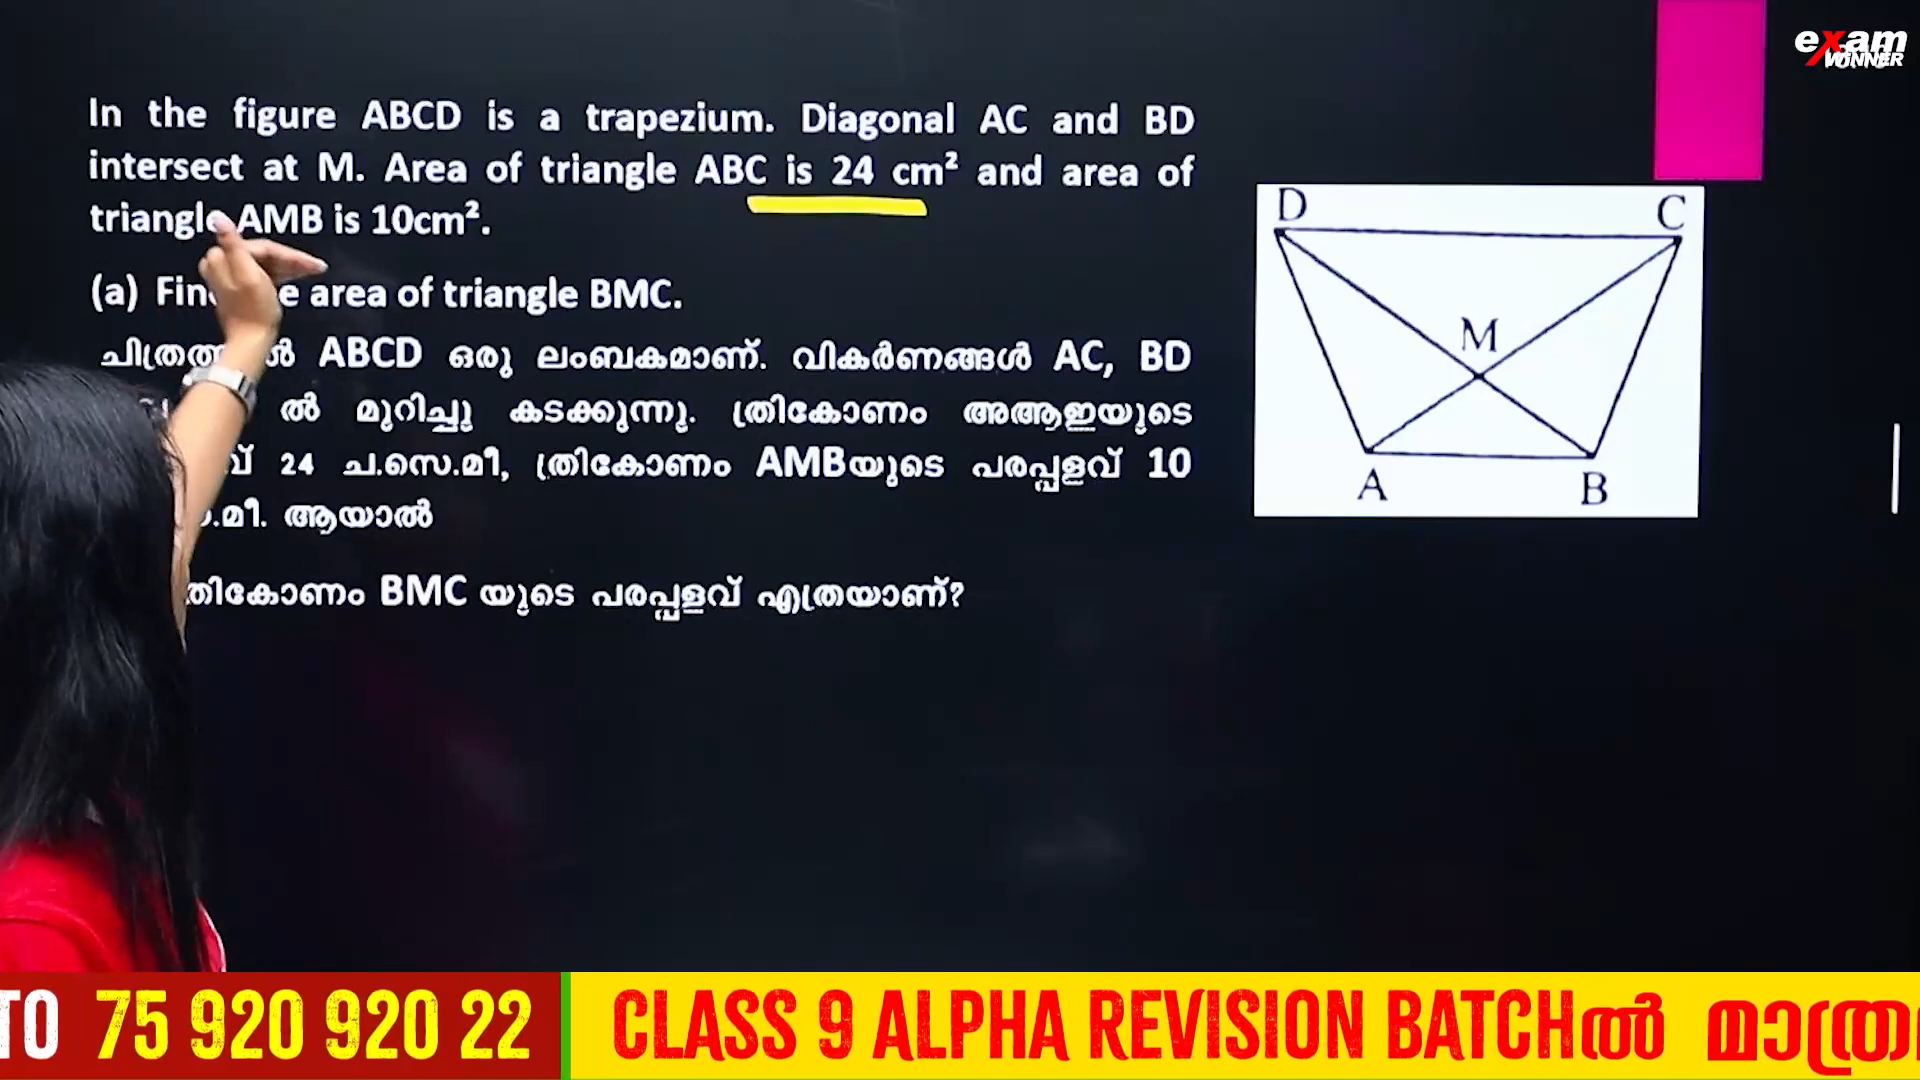 exam
WINNER
In the figure ABCD is a trapezium. Diagonal AC and BD
intersect at M. Area of triangle ABC is 24 cm² and area of
triangle AMB is 10cm².
(a) Find area of triangle BMC.
ABCD ഒരു ലംബകമാണ്. വികർണങ്ങൾ AC, BD
ൽ മുറിച്ചു കടക്കുന്നു. ത്രികോണം അആഇയുടെ
24 ച.സെ.മീ, ത്രികോണം AMBയുടെ പരപ്പളവ് 10
.മീ. ആയാൽ
ത്രികോണം BMC യുടെ പരപ്പളവ് എത്രയാണ്?
D
C
M
A
B
TO 75 920 920 22
CLASS 9 ALPHA REVISION BATCHൽ മാത്ര